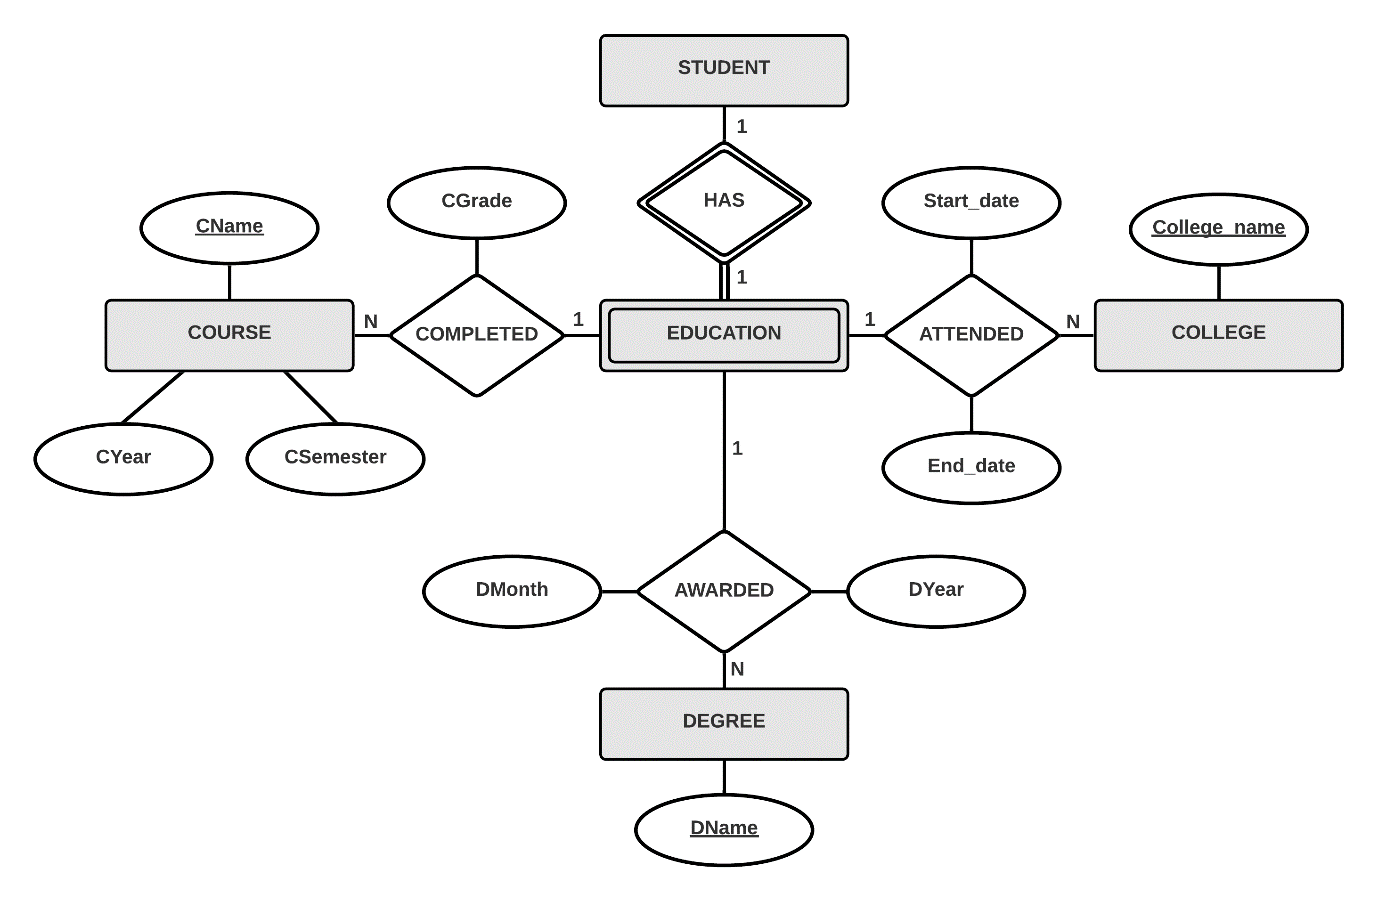 STUDENT
1
HAS
1
CGrade
Start_date
CName
College_name
COURSE
N
COMPLETED
1
EDUCATION
1
ATTENDED
N
COLLEGE
CYear
CSemester
1
End_date
DMonth
AWARDED
DYear
N
DEGREE
DName